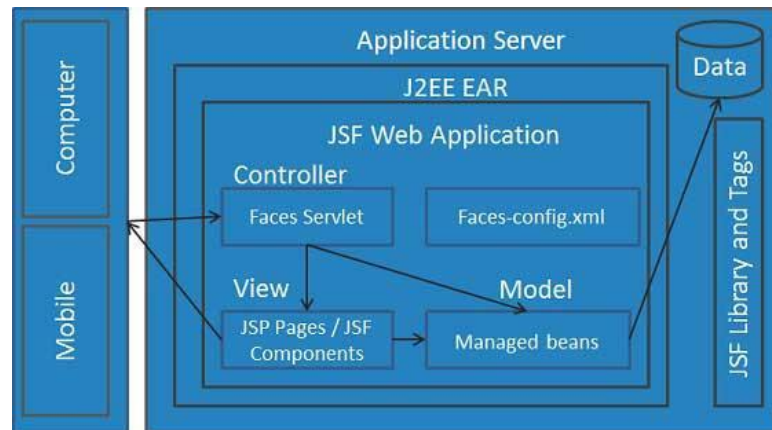 Computer
Mobile
Application Server
J2EE EAR
JSF Web Application
Controller
Faces Servlet
Faces-config.xml
View
JSP Pages / JSF
Components
Model
Managed beans
Data
JSF Library and Tags